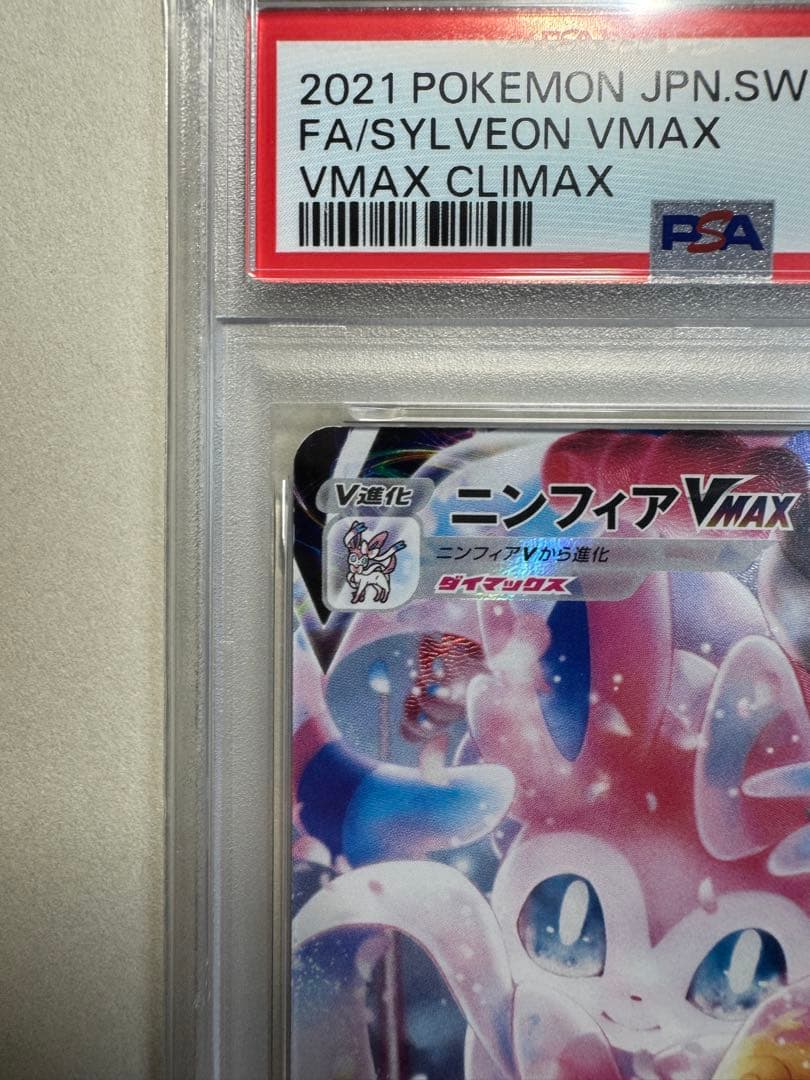 2021 POKEMON JPN.SW
FA/SYLVEON VMAX
VMAX CLIMAX
PSA
V進化
ニンフィアVMAX
ニンフィアVから進化
ダイマックス